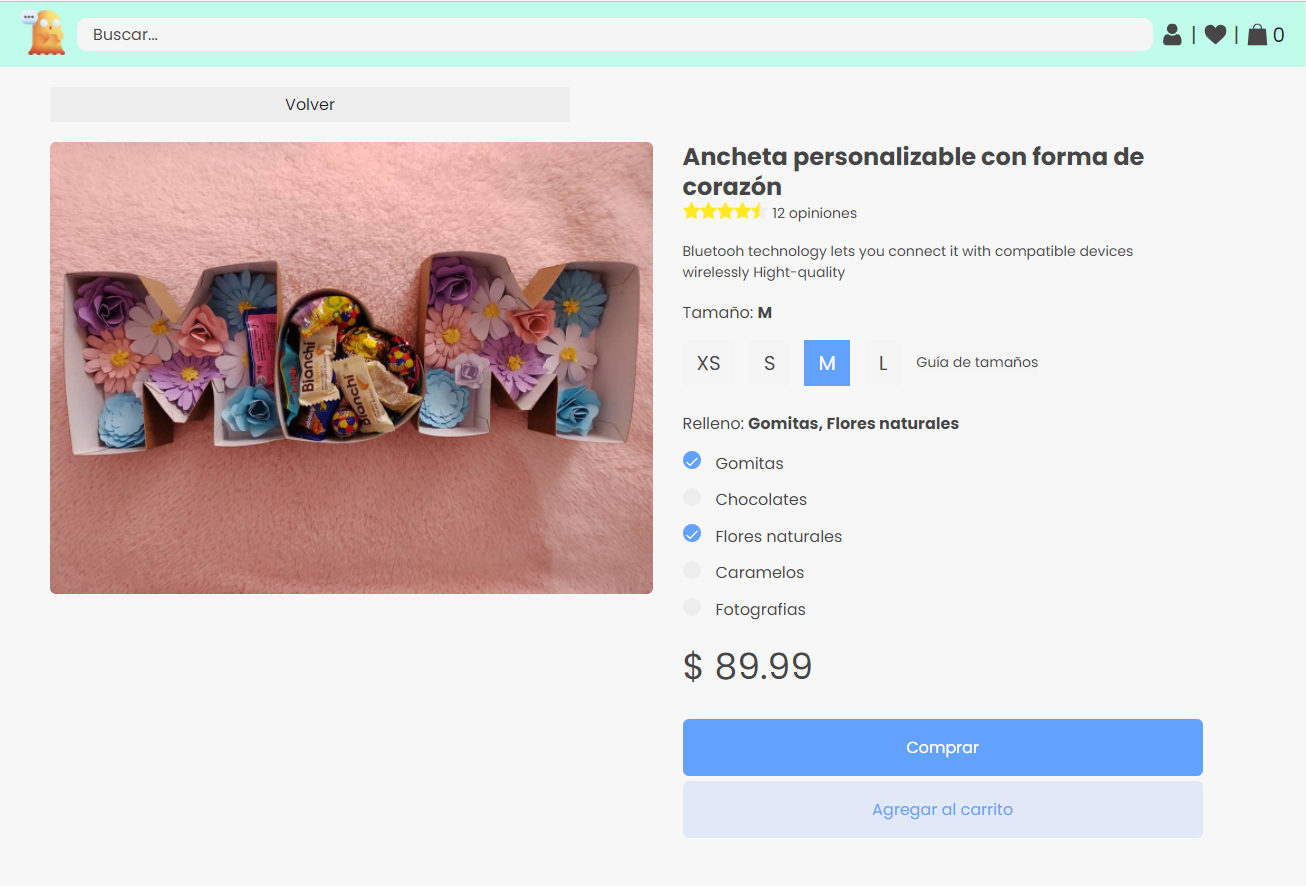 Buscar...
| | 0
Volver
Ancheta personalizable con forma de
corazón
12 opiniones
Bluetooh technology lets you connect it with compatible devices
wirelessly Hight-quality
Tamaño: M
XS S M L Guía de tamaños
Relleno: Gomitas, Flores naturales
Gomitas
Chocolates
Flores naturales
Caramelos
Fotografias
$ 89.99
Comprar
Agregar al carrito
Bianchi
Bianchi